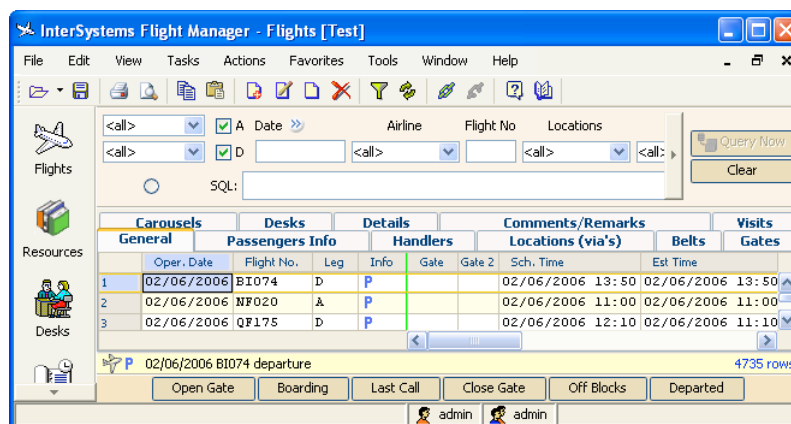 InterSystems Flight Manager - Flights [Test]
File Edit View Tasks Actions Favorites Tools Window Help
<all> A Date Airline Flight No Locations
Query Now
<all> D <all> <all> <all>
Clear
SQL:
Flights
Resources
Desks
Carousels Desks Details Comments/Remarks Visits
General Passengers Info Handlers Locations (via's) Belts Gates
Oper. Date Flight No. Leg Info Gate Gate 2 Sch. Time Est Time
1 02/06/2006 BI074 D P 02/06/2006 13:50 02/06/2006 13:50
2 02/06/2006 NF020 A P 02/06/2006 11:00 02/06/2006 11:00
3 02/06/2006 QF175 D P 02/06/2006 12:10 02/06/2006 11:10
P 02/06/2006 BI074 departure 4735 rows
Open Gate Boarding Last Call Close Gate Off Blocks Departed
admin admin